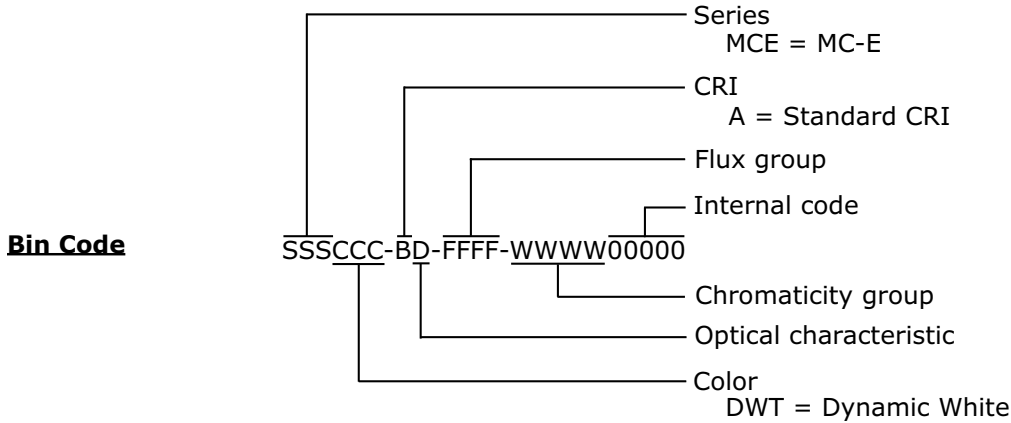 Series
MCE = MC-E
CRI
A = Standard CRI
Flux group
Internal code
Bin Code
SSSCCC-BD-FFFF-WWWW00000
Chromaticity group
Optical characteristic
Color
DWT = Dynamic White